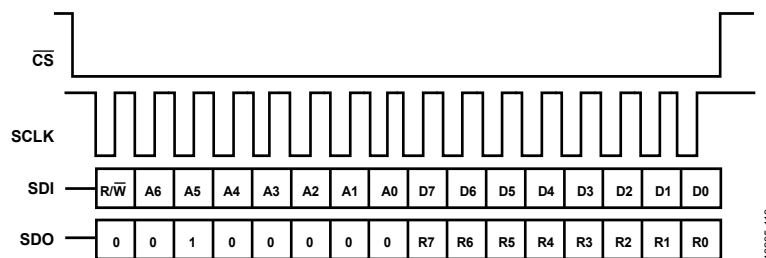 C̅S̅
SCLK
SDI R/W̅ A6 A5 A4 A3 A2 A1 A0 D7 D6 D5 D4 D3 D2 D1 D0
SDO 0 0 1 0 0 0 0 0 R7 R6 R5 R4 R3 R2 R1 R0